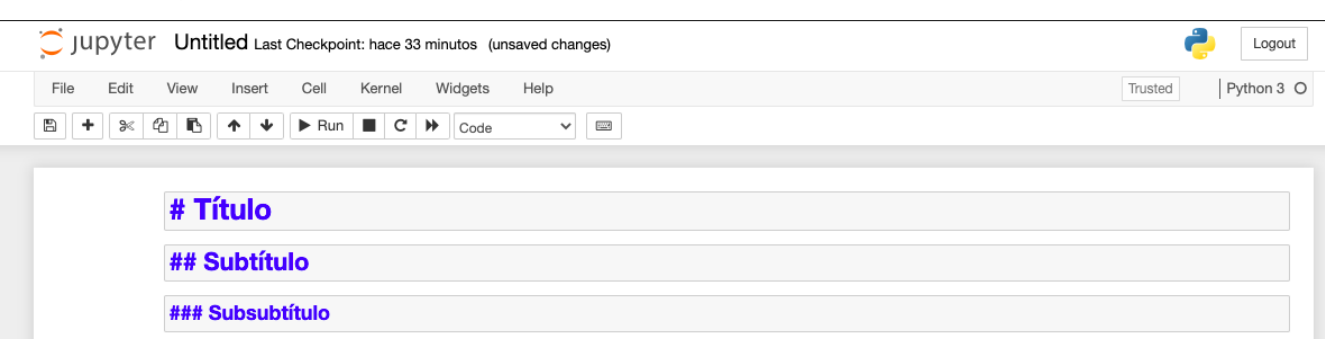 jupyter Untitled Last Checkpoint: hace 33 minutos (unsaved changes) Logout
File Edit View Insert Cell Kernel Widgets Help Trusted Python 3
Run Code
# Título
## Subtítulo
### Subsubtítulo